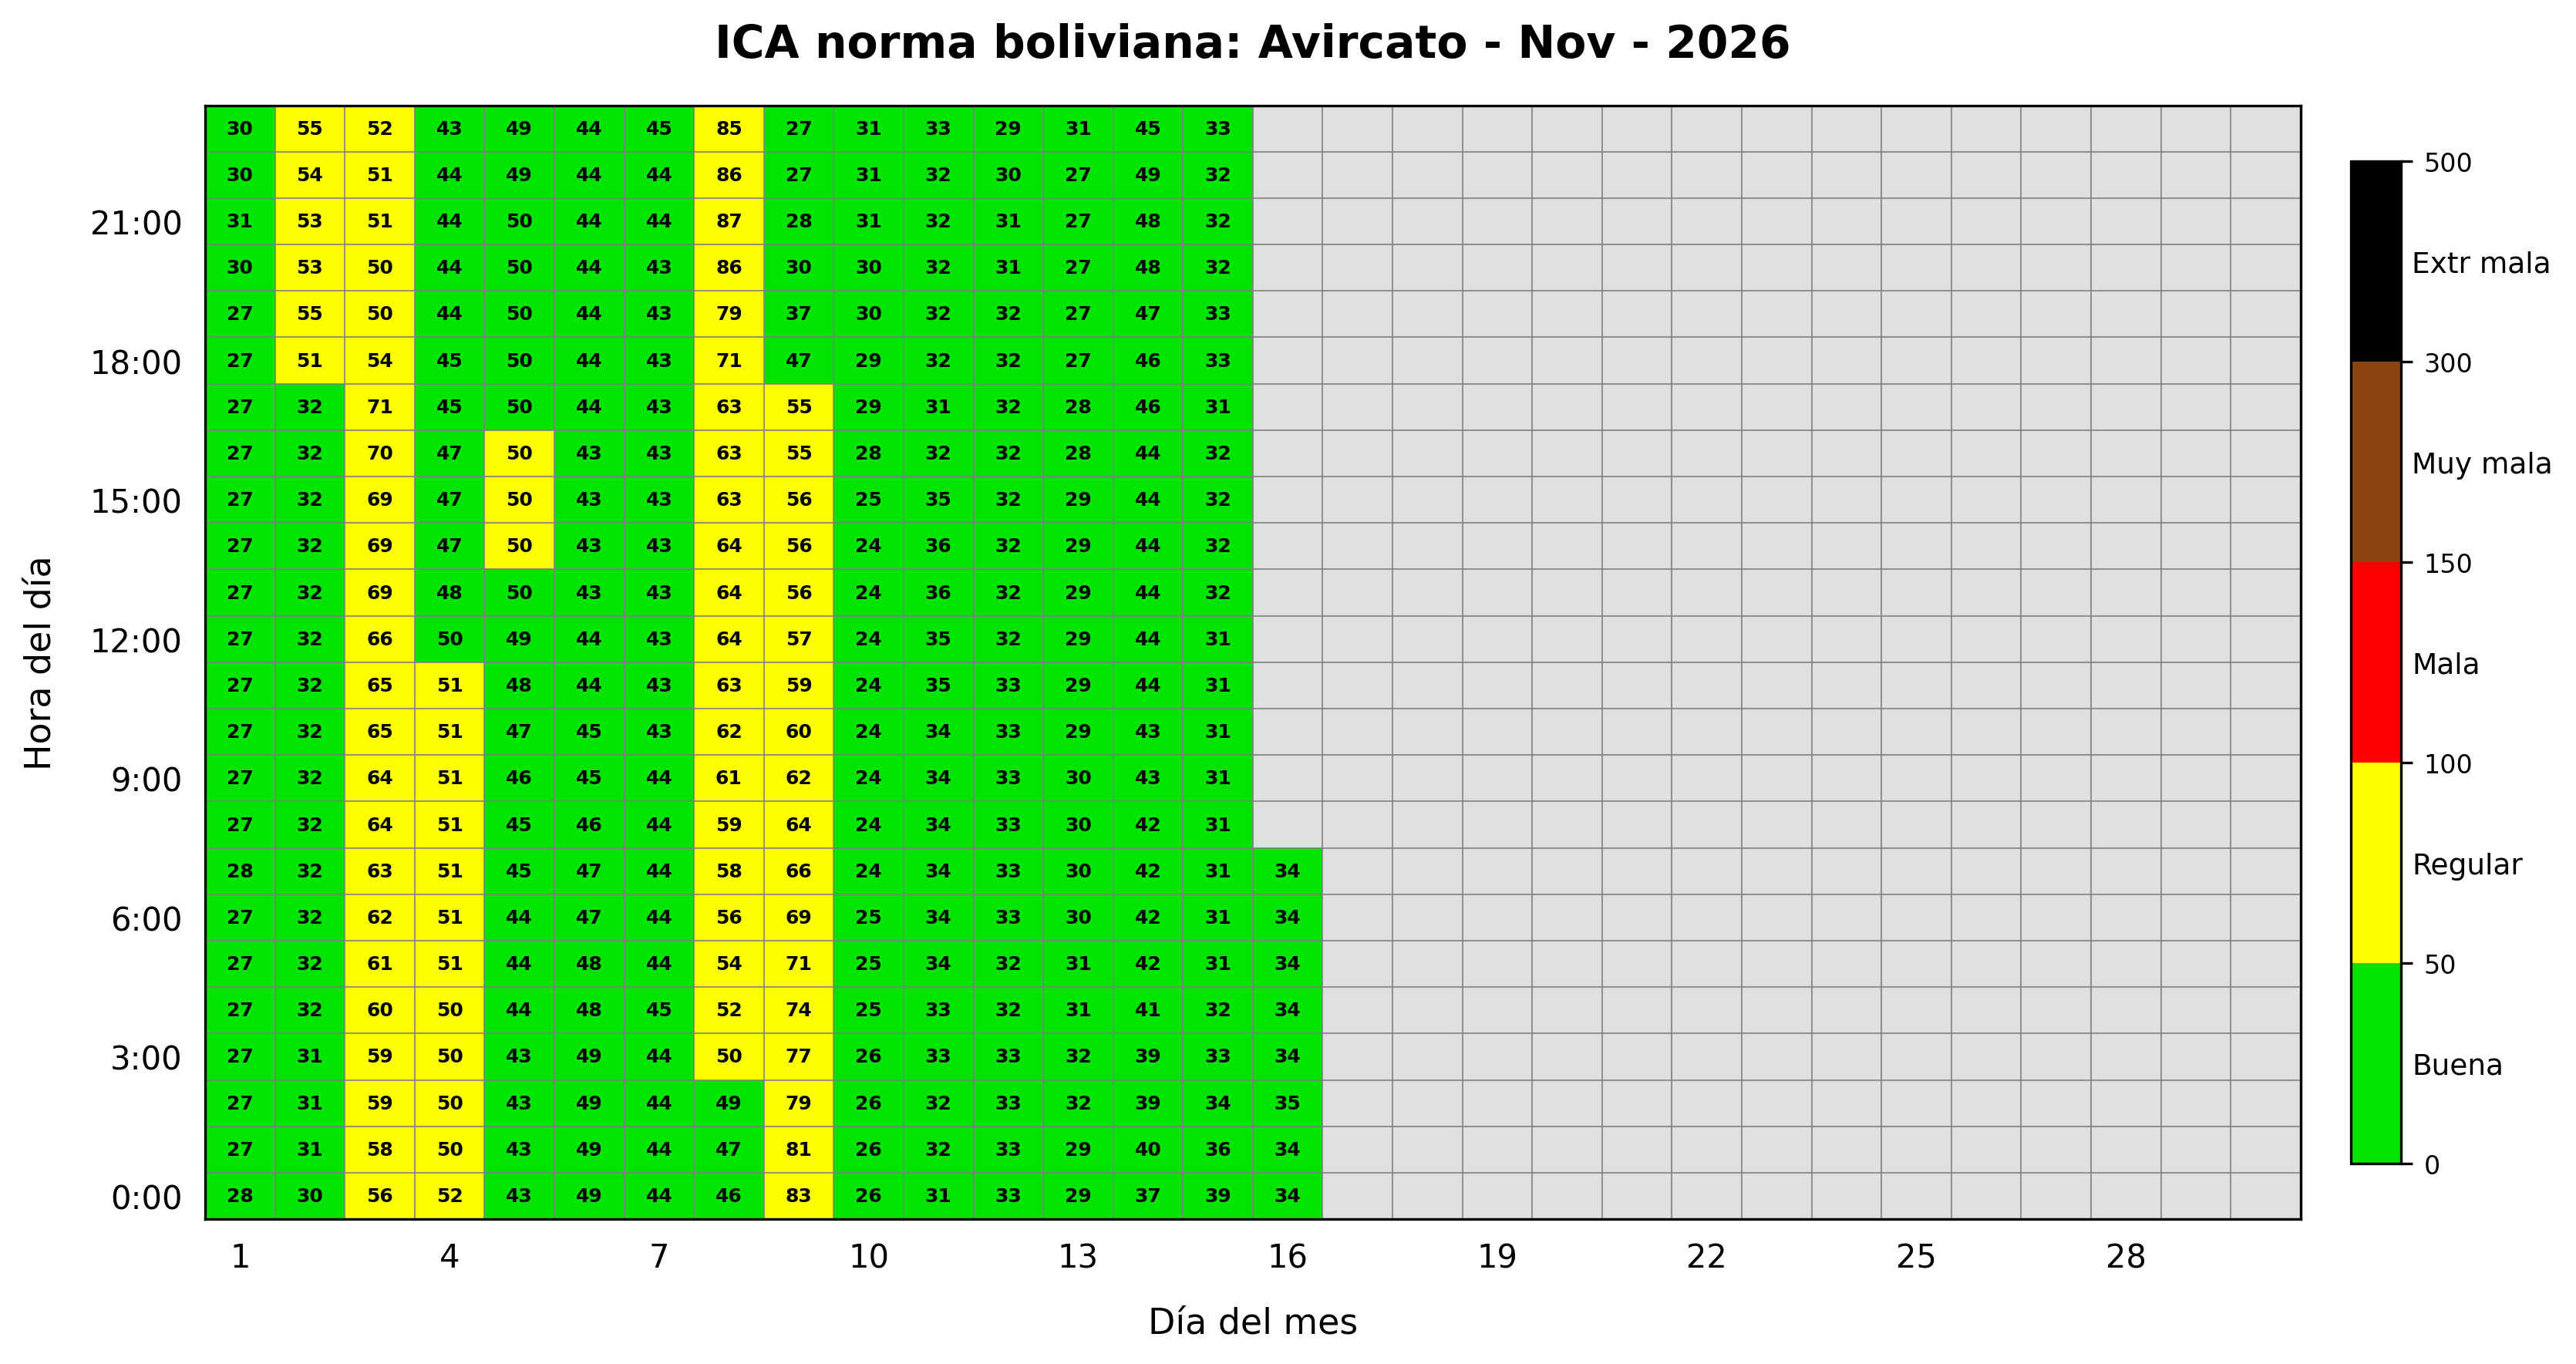 ICA norma boliviana: Avircato - Nov - 2026
30 55 52 43 49 44 45 85 27 31 33 29 31 45 33
30 54 51 44 49 44 44 86 27 31 32 30 27 49 32
21:00 31 53 51 44 50 44 44 87 28 31 32 31 27 48 32
30 53 50 44 50 44 43 86 30 30 32 31 27 48 32
27 55 50 44 50 44 43 79 37 30 32 32 27 47 33
18:00 27 51 54 45 50 44 43 71 47 29 32 32 27 46 33
27 32 71 45 50 44 43 63 55 29 31 32 28 46 31
27 32 70 47 50 43 43 63 55 28 32 32 28 44 32
15:00 27 32 69 47 50 43 43 63 56 25 35 32 29 44 32
27 32 69 47 50 43 43 64 56 24 36 32 29 44 32
27 32 69 48 50 43 43 64 56 24 36 32 29 44 32
12:00 27 32 66 50 49 44 43 64 57 24 35 32 29 44 31
27 32 65 51 48 44 43 63 59 24 35 33 29 44 31
27 32 65 51 47 45 43 62 60 24 34 33 29 43 31
9:00 27 32 64 51 46 45 44 61 62 24 34 33 30 43 31
27 32 64 51 45 46 44 59 64 24 34 33 30 42 31
28 32 63 51 45 47 44 58 66 24 34 33 30 42 31 34
6:00 27 32 62 51 44 47 44 56 69 25 34 33 30 42 31 34
27 32 61 51 44 48 44 54 71 25 34 32 31 42 31 34
27 32 60 50 44 48 45 52 74 25 33 32 31 41 32 34
3:00 27 31 59 50 43 49 44 50 77 26 33 33 32 39 33 34
27 31 59 50 43 49 44 49 79 26 32 33 32 39 34 35
27 31 58 50 43 49 44 47 81 26 32 33 29 40 36 34
0:00 28 30 56 52 43 49 44 46 83 26 31 33 29 37 39 34
1 4 7 10 13 16 19 22 25 28
Día del mes
Hora del día
500
Extr mala
300
Muy mala
150
Mala
100
Regular
50
Buena
0